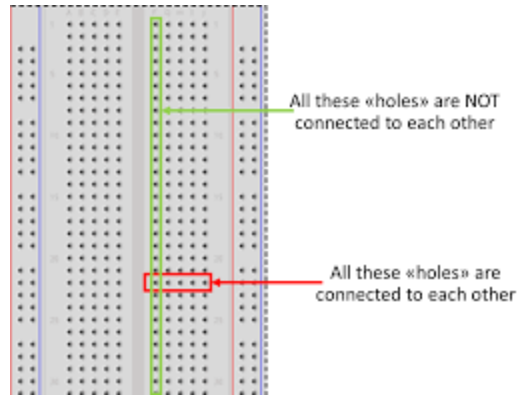 All these «holes» are NOT
connected to each other
All these «holes» are
connected to each other